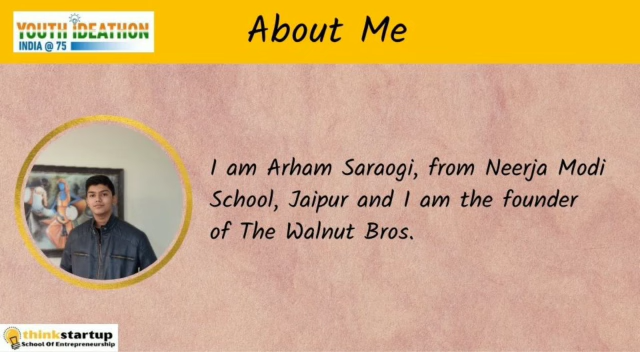 YOUTH IDEATHON
INDIA @ 75
About Me
I am Arham Saraogi, from Neerja Modi
School, Jaipur and I am the founder
of The Walnut Bros.
thinkstartup
School Of Entrepreneurship